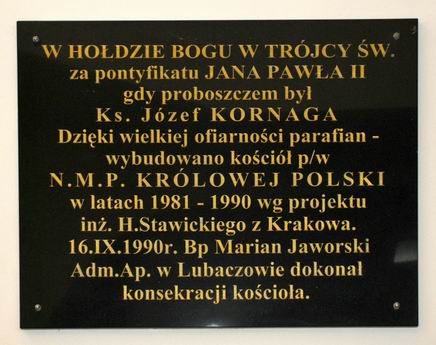 W HOŁDZIE BOGU W TRÓJCY ŚW.
za pontyfikatu JANA PAWŁA II
gdy proboszczem był
Ks. Józef KORNAGA
Dzięki wielkiej ofiarności parafian -
wybudowano kościół p/w
N.M.P. KRÓLOWEJ POLSKI
w latach 1981 - 1990 wg projektu
inż. H.Stawickiego z Krakowa.
16.IX.1990r. Bp Marian Jaworski
Adm.Ap. w Lubaczowie dokonał
konsekracji kościoła.